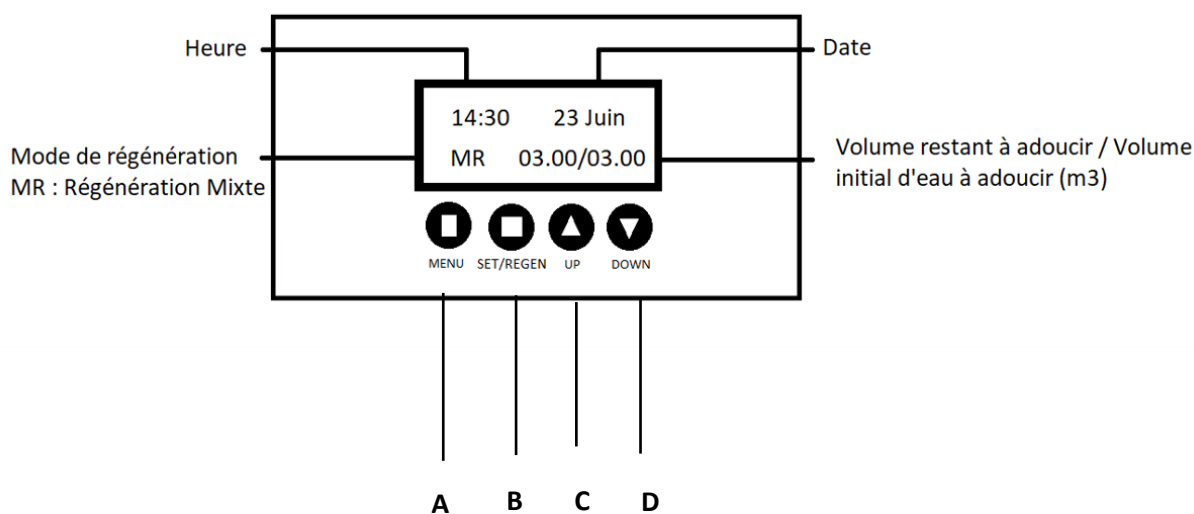 Heure
Date
14:30 23 Juin
MR 03.00/03.00
Mode de régénération
MR : Régénération Mixte
Volume restant à adoucir / Volume
initial d'eau à adoucir (m3)
MENU SET/REGEN UP DOWN
A B C D